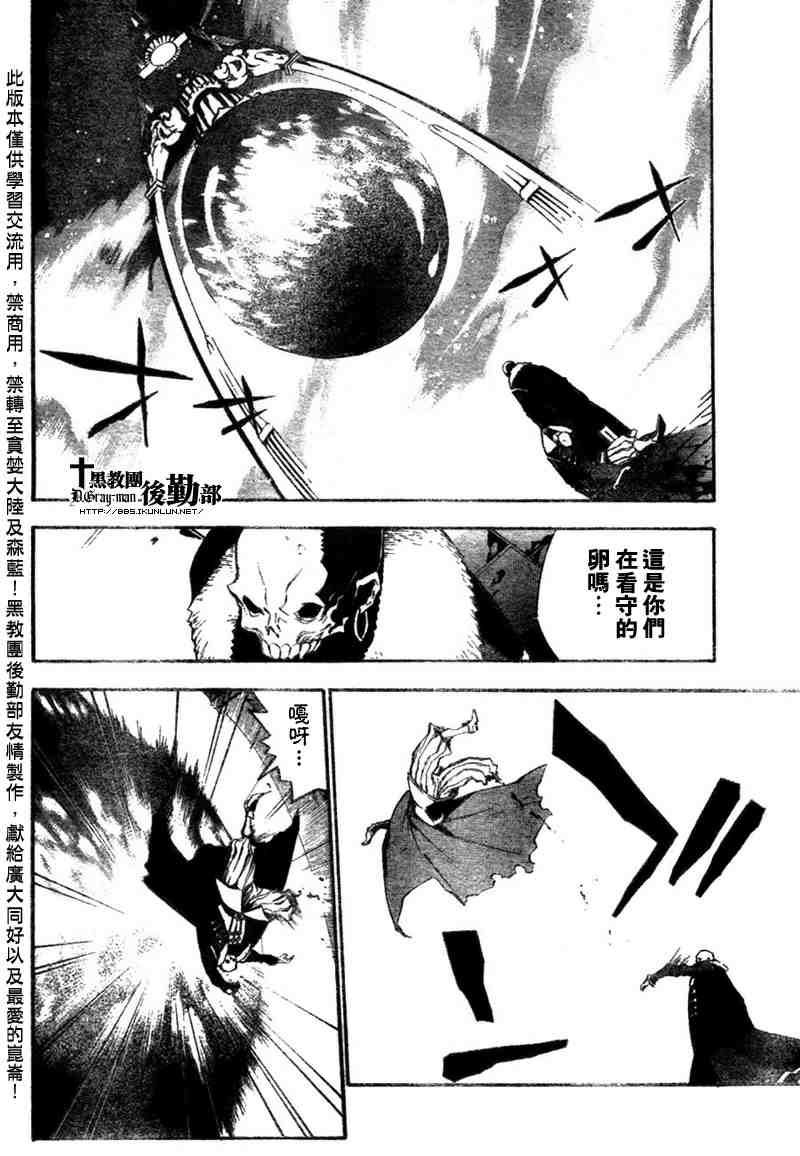 此版本僅供學習交流用，禁商用，禁轉至貪婪大陸及森藍！黑教團後勤部友情製作，獻給廣大同好以及最愛的崑崙！
黑教團
D.Gray-man
後勤部
HTTP://BBS.IKUNLUN.NET/
這是你們
在看守的
卵嗎…
嘎呀…